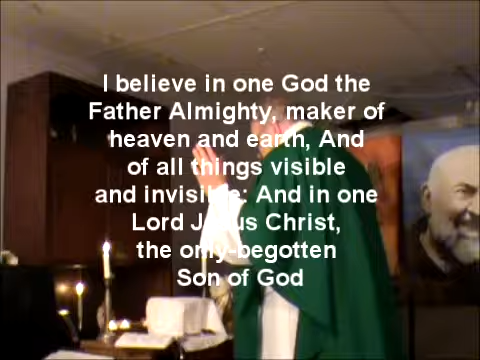 I believe in one God the
Father Almighty, maker of
heaven and earth, And
of all things visible
and invisible: And in one
Lord Jesus Christ,
the only-begotten
Son of God